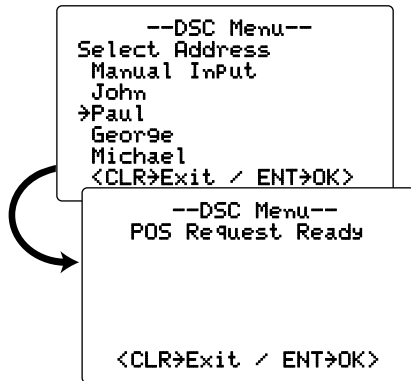 --DSC Menu--
Select Address
Manual InPut
John
→Paul
George
Michael
<CLR→Exit / ENT→OK>
--DSC Menu--
POS Request Ready
<CLR→Exit / ENT→OK>